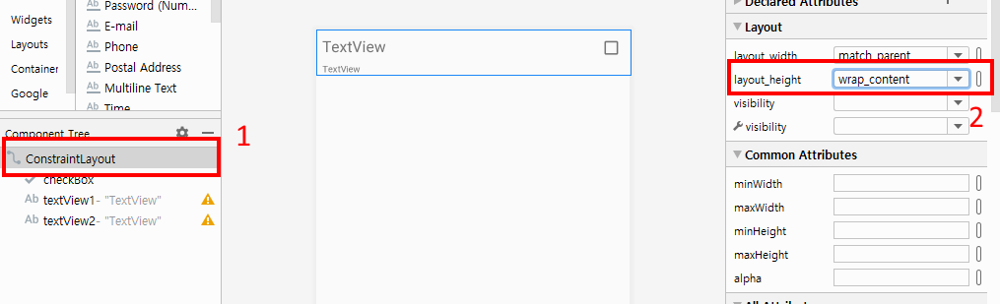 Widgets
Layouts
Container
Google
Ab Password (Num...
Ab E-mail
Ab Phone
Ab Postal Address
Ab Multiline Text
Ab Time
Component Tree
1
ConstraintLayout
checkBox
Ab textView1- "TextView"
Ab textView2- "TextView"
TextView
TextView
Declared Attributes
Layout
layout_width match_parent
layout_height wrap_content
visibility
2
visibility
Common Attributes
minWidth
maxWidth
minHeight
maxHeight
alpha
All Attribute